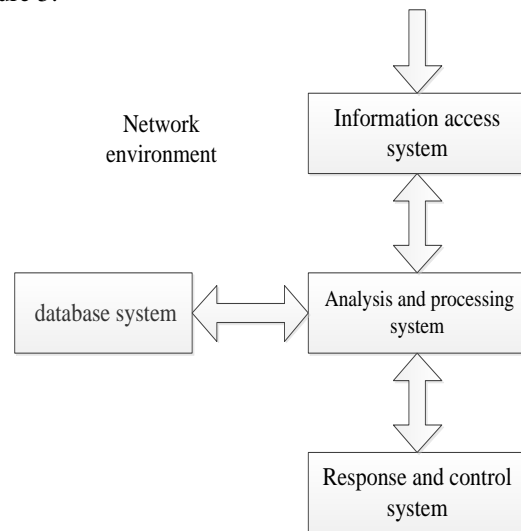 Information access
system
Network
environment
database system
Analysis and processing
system
Response and control
system